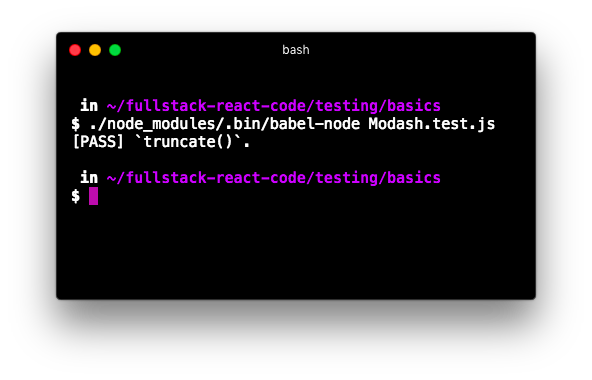 bash
in ~/fullstack-react-code/testing/basics
$ ./node_modules/.bin/babel-node Modash.test.js
[PASS] `truncate()`.
in ~/fullstack-react-code/testing/basics
$